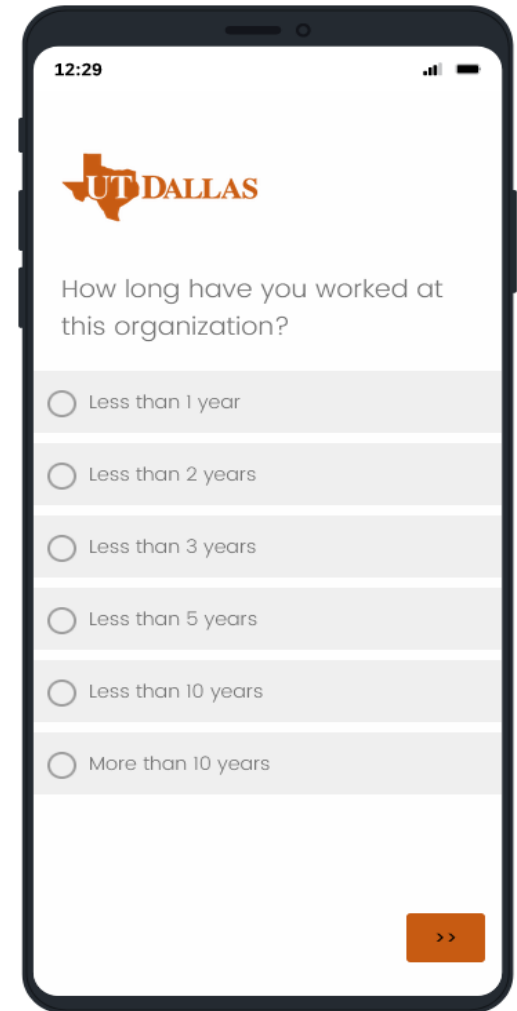 12:29
UT DALLAS
How long have you worked at
this organization?
Less than 1 year
Less than 2 years
Less than 3 years
Less than 5 years
Less than 10 years
More than 10 years
>>